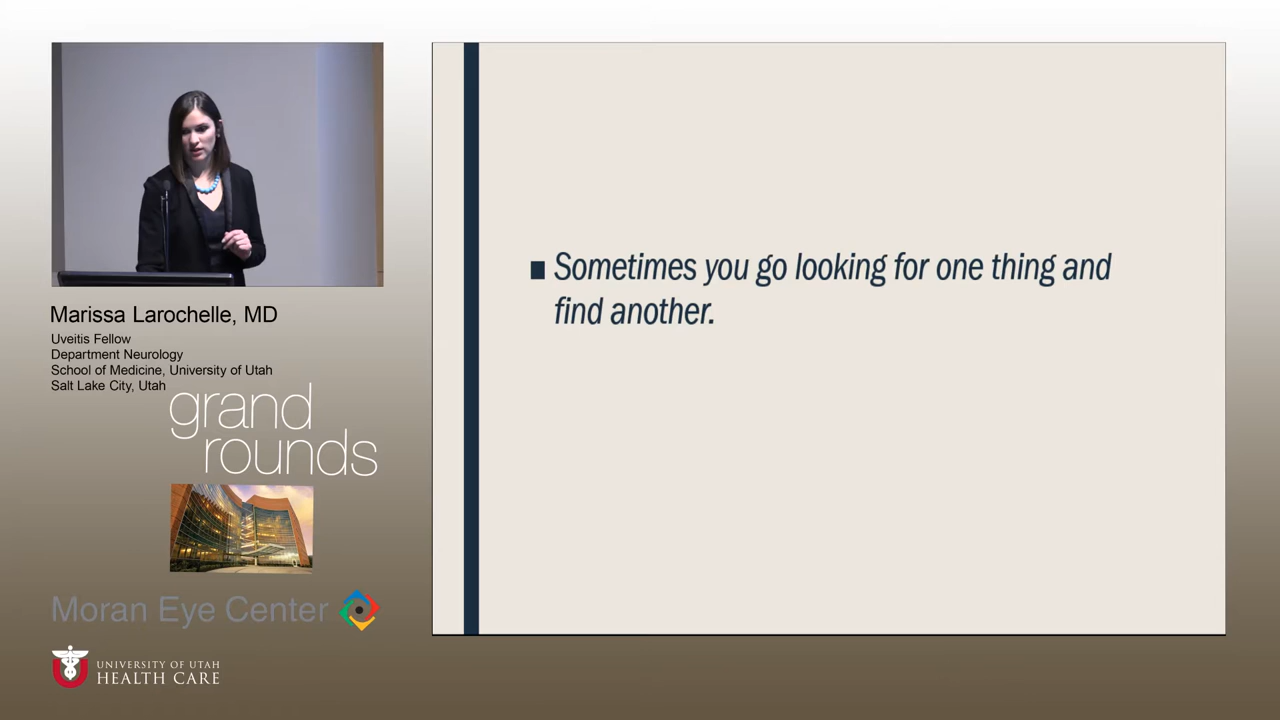 Marissa Larochelle, MD
Uveitis Fellow
Department Neurology
School of Medicine, University of Utah
Salt Lake City, Utah
grand
rounds
Moran Eye Center
UNIVERSITY OF UTAH
HEALTH CARE
■ Sometimes you go looking for one thing and
find another.